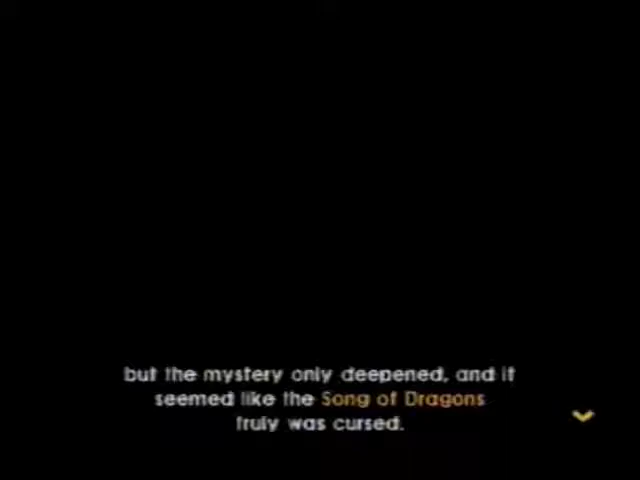 but the mystery only deepened, and it
seemed like the Song of Dragons
truly was cursed.